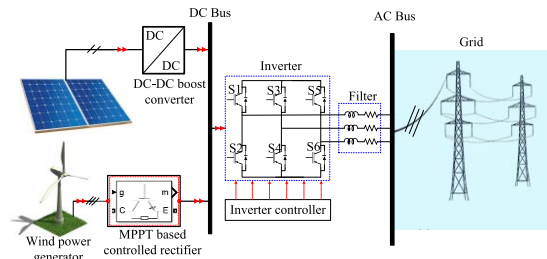 DC Bus
AC Bus
DC
DC
DC-DC boost
converter
Inverter
Grid
S1
S3
S5
Filter
S2
S4
S6
g
m
C
E
Inverter controller
Wind power
generator
MPPT based
controlled rectifier